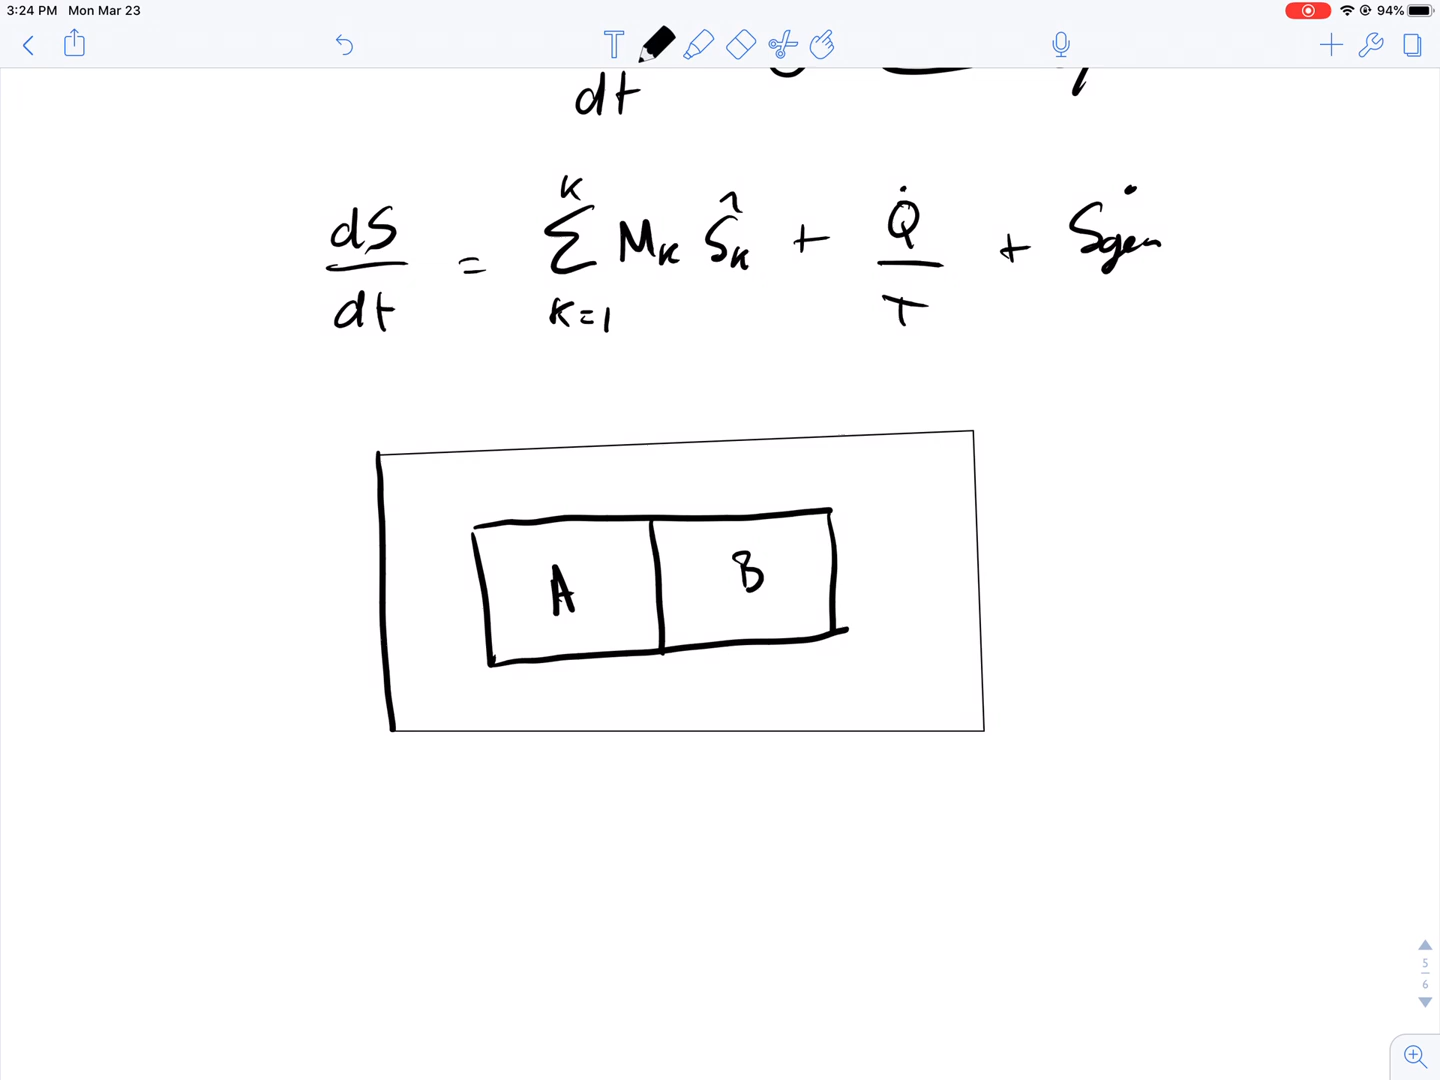 3:24 PM Mon Mar 23 94%
T
dt
dS/dt = Σ_{K=1}^{K} M_K Ŝ_K + Q̇/T + Ṡgen
A B
5
6